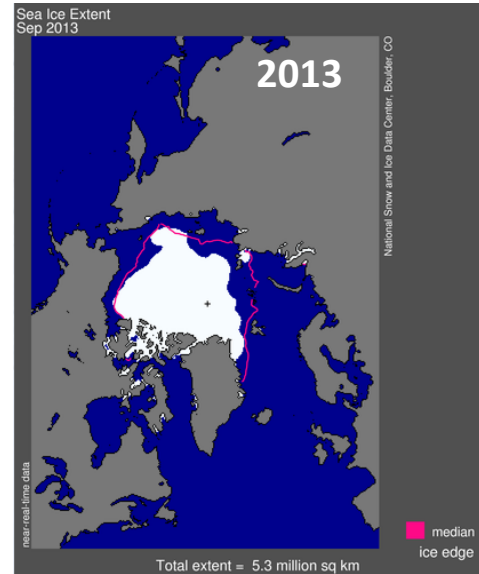 Sea Ice Extent
Sep 2013
2013
National Snow and Ice Data Center, Boulder, CO
near-real-time data
median
ice edge
Total extent = 5.3 million sq km